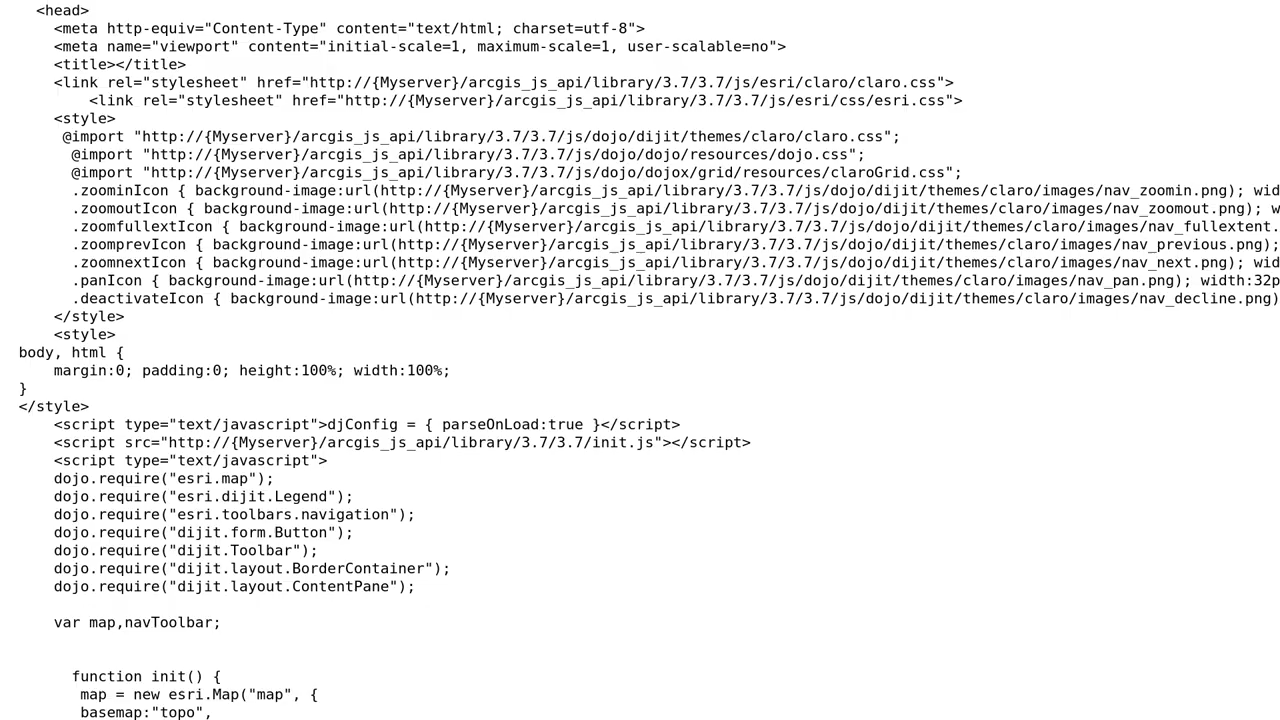 <head>
<meta http-equiv="Content-Type" content="text/html; charset=utf-8">
<meta name="viewport" content="initial-scale=1, maximum-scale=1, user-scalable=no">
<title></title>
<link rel="stylesheet" href="http://{Myserver}/arcgis_js_api/library/3.7/3.7/js/esri/claro/claro.css">
<link rel="stylesheet" href="http://{Myserver}/arcgis_js_api/library/3.7/3.7/js/esri/css/esri.css">
<style>
@import "http://{Myserver}/arcgis_js_api/library/3.7/3.7/js/dojo/dijit/themes/claro/claro.css";
@import "http://{Myserver}/arcgis_js_api/library/3.7/3.7/js/dojo/dojo/resources/dojo.css";
@import "http://{Myserver}/arcgis_js_api/library/3.7/3.7/js/dojo/dojox/grid/resources/claroGrid.css";
.zoominIcon { background-image:url(http://{Myserver}/arcgis_js_api/library/3.7/3.7/js/dojo/dijit/themes/claro/images/nav_zoomin.png); wid
.zoomoutIcon { background-image:url(http://{Myserver}/arcgis_js_api/library/3.7/3.7/js/dojo/dijit/themes/claro/images/nav_zoomout.png); w
.zoomfullextIcon { background-image:url(http://{Myserver}/arcgis_js_api/library/3.7/3.7/js/dojo/dijit/themes/claro/images/nav_fullextent.
.zoomprevIcon { background-image:url(http://{Myserver}/arcgis_js_api/library/3.7/3.7/js/dojo/dijit/themes/claro/images/nav_previous.png);
.zoomnextIcon { background-image:url(http://{Myserver}/arcgis_js_api/library/3.7/3.7/js/dojo/dijit/themes/claro/images/nav_next.png); wid
.panIcon { background-image:url(http://{Myserver}/arcgis_js_api/library/3.7/3.7/js/dojo/dijit/themes/claro/images/nav_pan.png); width:32p
.deactivateIcon { background-image:url(http://{Myserver}/arcgis_js_api/library/3.7/3.7/js/dojo/dijit/themes/claro/images/nav_decline.png)
</style>
<style>
body, html {
margin:0; padding:0; height:100%; width:100%;
}
</style>
<script type="text/javascript">djConfig = { parseOnLoad:true }</script>
<script src="http://{Myserver}/arcgis_js_api/library/3.7/3.7/init.js"></script>
<script type="text/javascript">
dojo.require("esri.map");
dojo.require("esri.dijit.Legend");
dojo.require("esri.toolbars.navigation");
dojo.require("dijit.form.Button");
dojo.require("dijit.Toolbar");
dojo.require("dijit.layout.BorderContainer");
dojo.require("dijit.layout.ContentPane");
var map,navToolbar;
function init() {
map = new esri.Map("map", {
basemap:"topo",